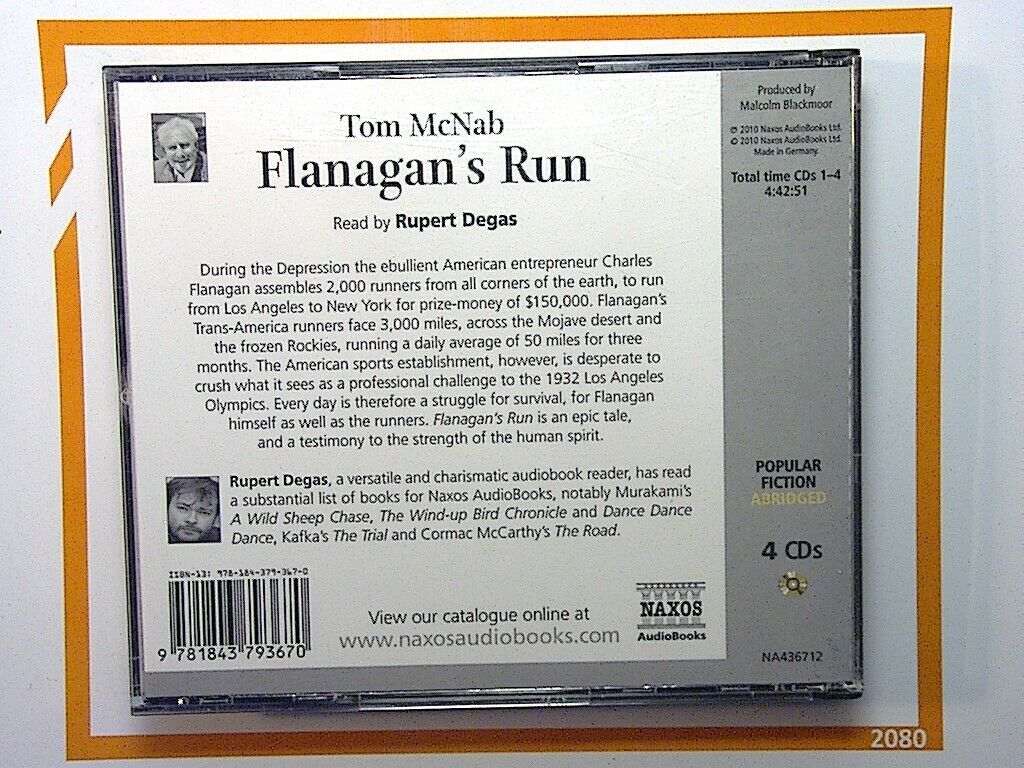 Tom McNab
Flanagan's Run
Read by Rupert Degas
During the Depression the ebullient American entrepreneur Charles
Flanagan assembles 2,000 runners from all corners of the earth, to run
from Los Angeles to New York for prize-money of $150,000. Flanagan's
Trans-America runners face 3,000 miles, across the Mojave desert and
the frozen Rockies, running a daily average of 50 miles for three
months. The American sports establishment, however, is desperate to
crush what it sees as a professional challenge to the 1932 Los Angeles
Olympics. Every day is therefore a struggle for survival, for Flanagan
himself as well as the runners. Flanagan's Run is an epic tale,
and a testimony to the strength of the human spirit.
Rupert Degas, a versatile and charismatic audiobook reader, has read
a substantial list of books for Naxos AudioBooks, notably Murakami's
A Wild Sheep Chase, The Wind-up Bird Chronicle and Dance Dance
Dance, Kafka's The Trial and Cormac McCarthy's The Road.
ISBN-13: 978-184-379-367-0
9 781843 793670
View our catalogue online at
www.naxosaudiobooks.com
NAXOS
AudioBooks
Produced by
Malcolm Blackmoor
℗ 2010 Naxos AudioBooks Ltd.
© 2010 Naxos AudioBooks Ltd.
Made in Germany.
Total time CDs 1–4
4:42:51
POPULAR
FICTION
ABRIDGED
4 CDs
NA436712
2080